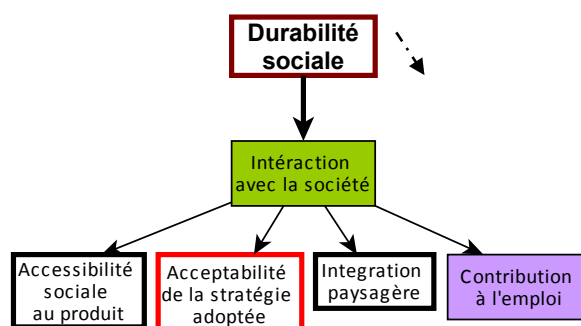 Durabilité
sociale
Intéraction
avec la société
Accessibilité
sociale
au produit
Acceptabilité
de la stratégie
adoptée
Integration
paysagère
Contribution
à l'emploi